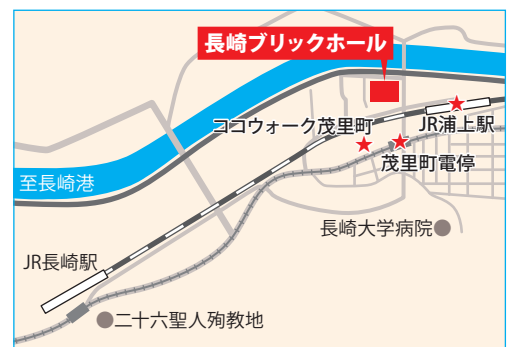 長崎ブリックホール
ココウォーク茂里町
JR浦上駅
茂里町電停
至長崎港
長崎大学病院
JR長崎駅
二十六聖人殉教地